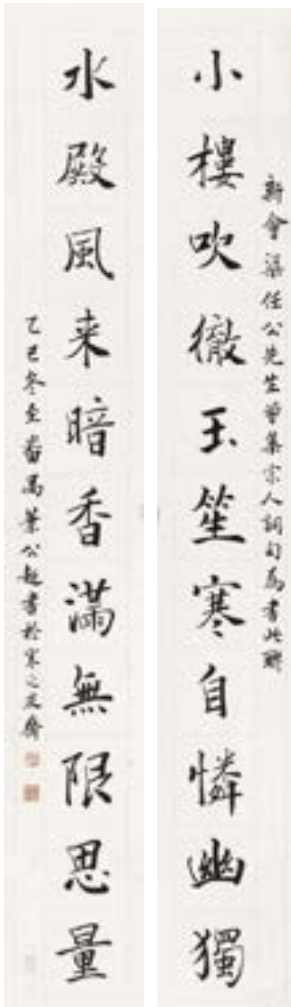 新會梁任公先生曾集宋人詞句為書此聯
小樓吹徹玉笙寒自憐幽獨
水殿風来暗香滿無限思量
乙巳冬至番禺葉公超書於寒之友齋